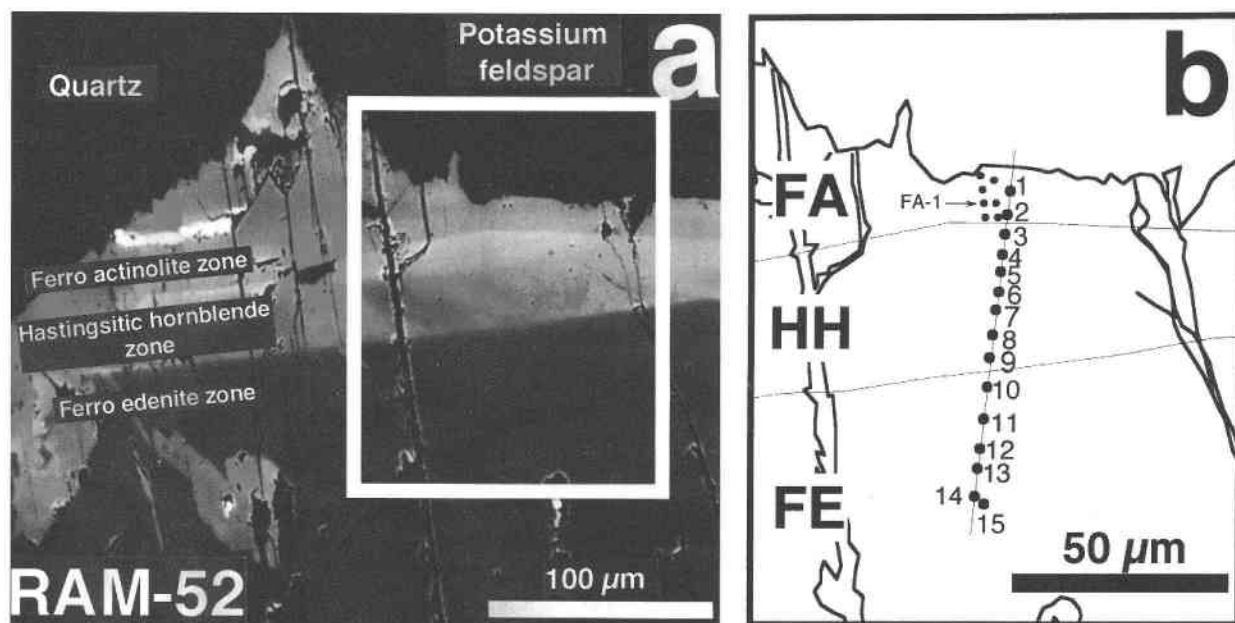 Quartz
Potassium
feldspar
a
Ferro actinolite zone
Hastingsitic hornblende
zone
Ferro edenite zone
RAM-52
100 µm
b
FÁ
FA-1
HH
FE
1
2
3
4
5
6
7
8
9
10
11
12
13
14
15
50 µm